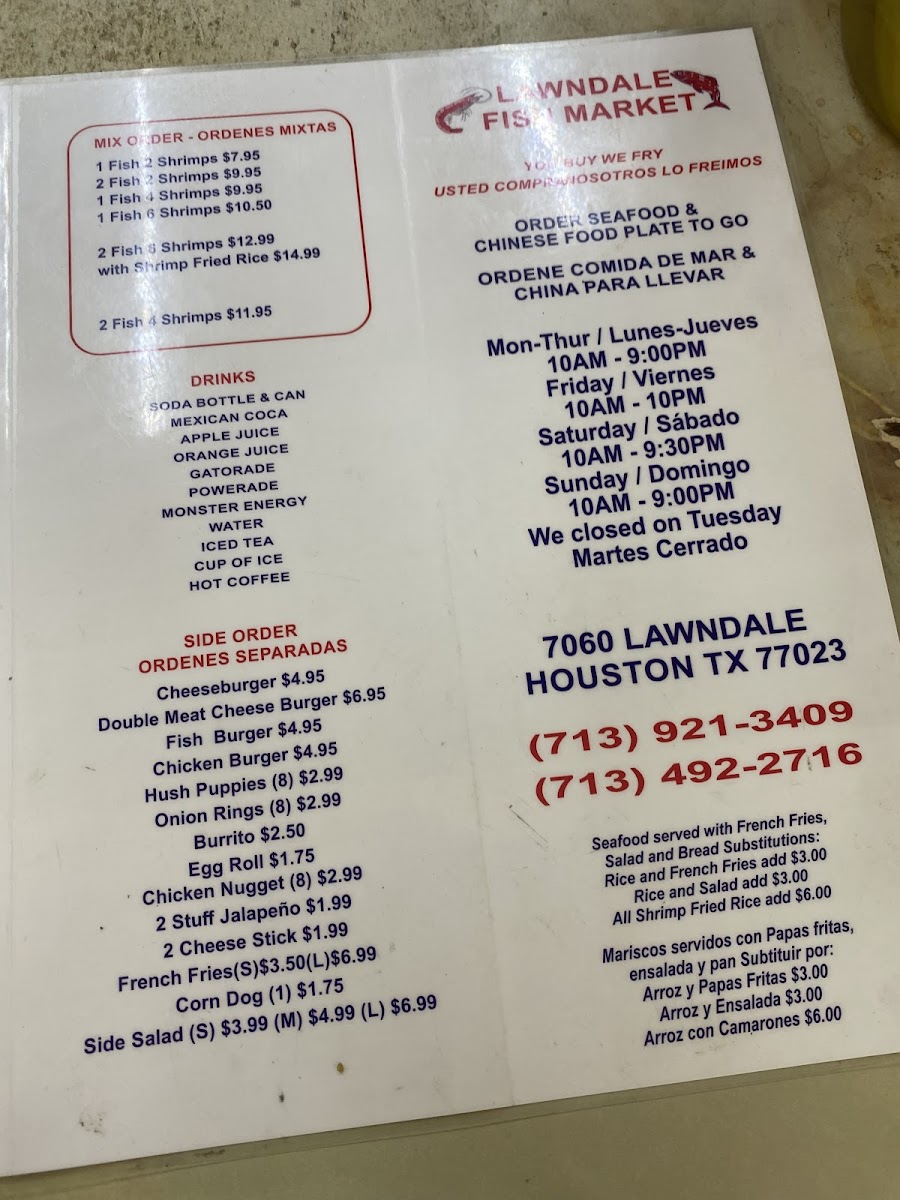 MIX ORDER - ORDENES MIXTAS
1 Fish 2 Shrimps $7.95
2 Fish 2 Shrimps $9.95
1 Fish 4 Shrimps $9.95
1 Fish 6 Shrimps $10.50
2 Fish 8 Shrimps $12.99
with Shrimp Fried Rice $14.99
2 Fish 4 Shrimps $11.95
DRINKS
SODA BOTTLE & CAN
MEXICAN COCA
APPLE JUICE
ORANGE JUICE
GATORADE
POWERADE
MONSTER ENERGY
WATER
ICED TEA
CUP OF ICE
HOT COFFEE
SIDE ORDER
ORDENES SEPARADAS
Cheeseburger $4.95
Double Meat Cheese Burger $6.95
Fish Burger $4.95
Chicken Burger $4.95
Hush Puppies (8) $2.99
Onion Rings (8) $2.99
Burrito $2.50
Egg Roll $1.75
Chicken Nugget (8) $2.99
2 Stuff Jalapeño $1.99
2 Cheese Stick $1.99
French Fries(S)$3.50(L)$6.99
Corn Dog (1) $1.75
Side Salad (S) $3.99 (M) $4.99 (L) $6.99
LAWNDALE
FISH MARKET
YOU BUY WE FRY
USTED COMPRA NOSOTROS LO FREIMOS
ORDER SEAFOOD &
CHINESE FOOD PLATE TO GO
ORDENE COMIDA DE MAR &
CHINA PARA LLEVAR
Mon-Thur / Lunes-Jueves
10AM - 9:00PM
Friday / Viernes
10AM - 10PM
Saturday / Sábado
10AM - 9:30PM
Sunday / Domingo
10AM - 9:00PM
We closed on Tuesday
Martes Cerrado
7060 LAWNDALE
HOUSTON TX 77023
(713) 921-3409
(713) 492-2716
Seafood served with French Fries,
Salad and Bread Substitutions:
Rice and French Fries add $3.00
Rice and Salad add $3.00
All Shrimp Fried Rice add $6.00
Mariscos servidos con Papas fritas,
ensalada y pan Subtituir por:
Arroz y Papas Fritas $3.00
Arroz y Ensalada $3.00
Arroz con Camarones $6.00